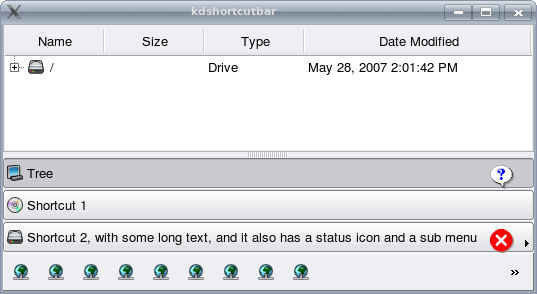 kdshortcutbar
Name Size Type Date Modified
/ Drive May 28, 2007 2:01:42 PM
Tree ?
Shortcut 1
Shortcut 2, with some long text, and it also has a status icon and a sub menu
»